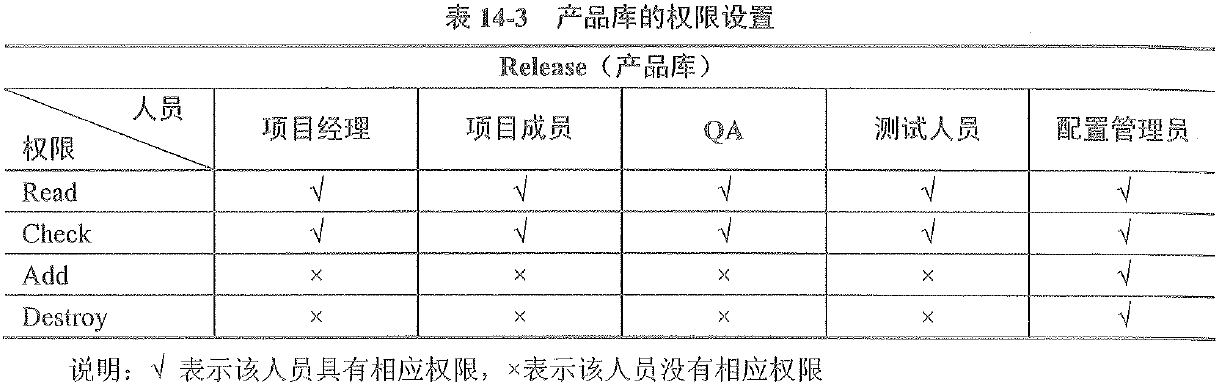 表 14-3 产品库的权限设置
Release（产品库）
人员 权限 项目经理 项目成员 QA 测试人员 配置管理员
Read √ √ √ √ √
Check √ √ √ √ √
Add × × × × √
Destroy × × × × √
说明：√ 表示该人员具有相应权限，×表示该人员没有相应权限